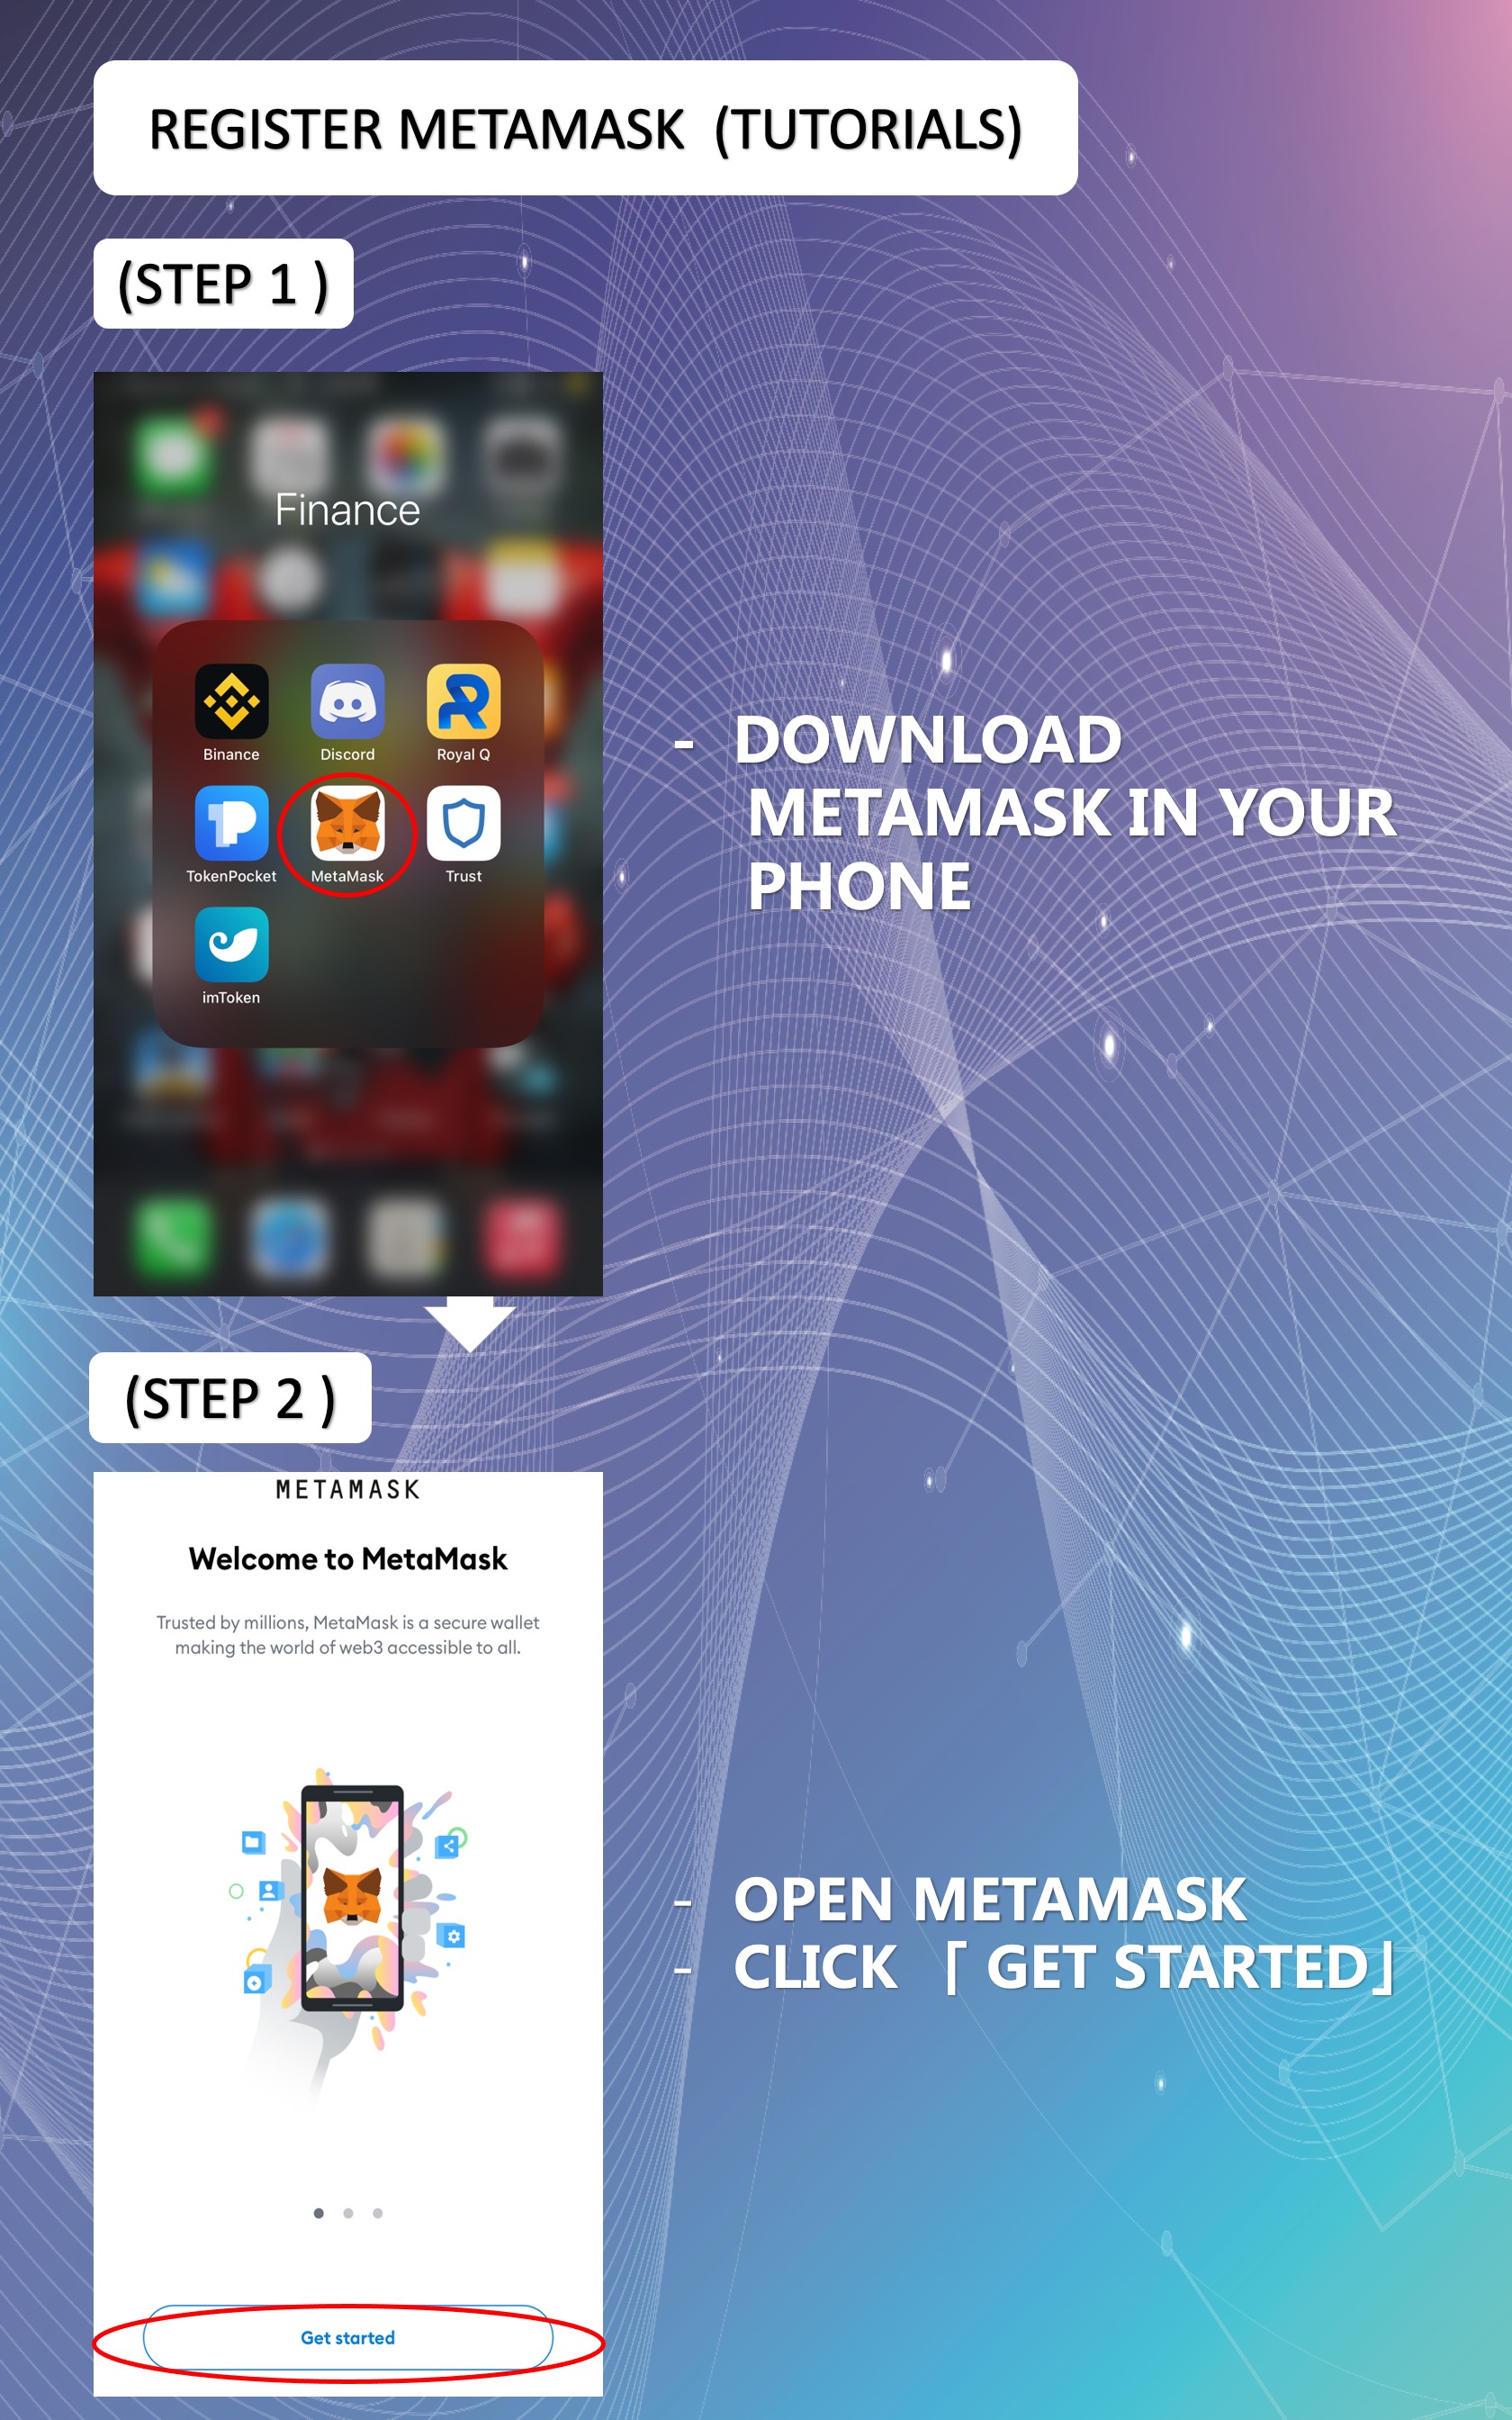 REGISTER METAMASK (TUTORIALS)
(STEP 1 )
Finance
Binance Discord Royal Q
TokenPocket MetaMask Trust
imToken
- DOWNLOAD
METAMASK IN YOUR
PHONE
(STEP 2 )
METAMASK
Welcome to MetaMask
Trusted by millions, MetaMask is a secure wallet
making the world of web3 accessible to all.
- OPEN METAMASK
- CLICK 「 GET STARTED」
Get started